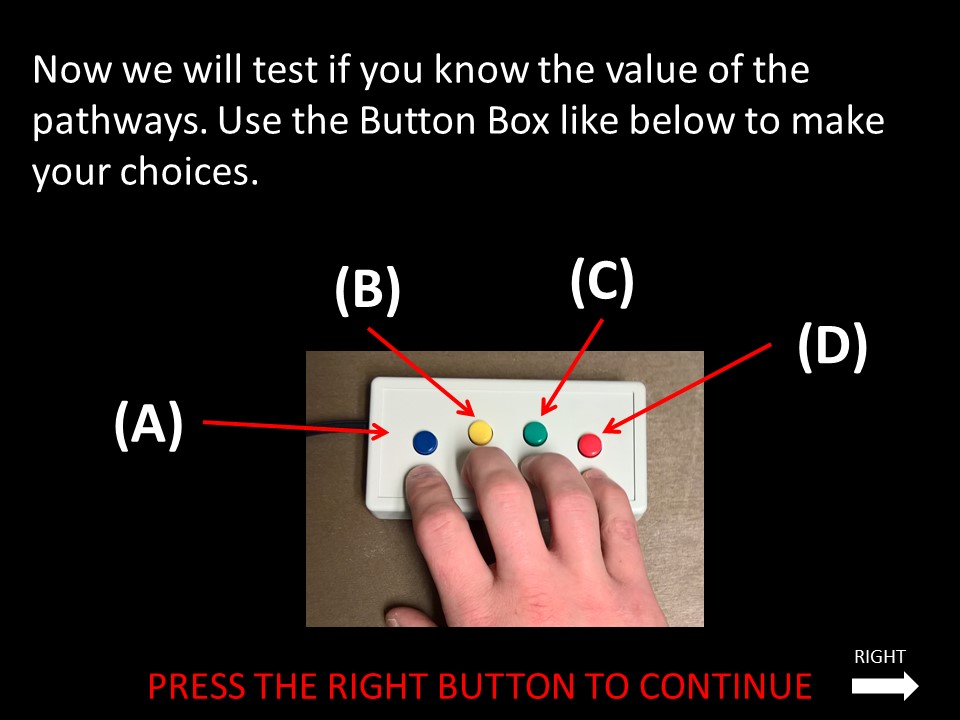 Now we will test if you know the value of the
pathways. Use the Button Box like below to make
your choices.
(B)
(C)
(D)
(A)
RIGHT
PRESS THE RIGHT BUTTON TO CONTINUE